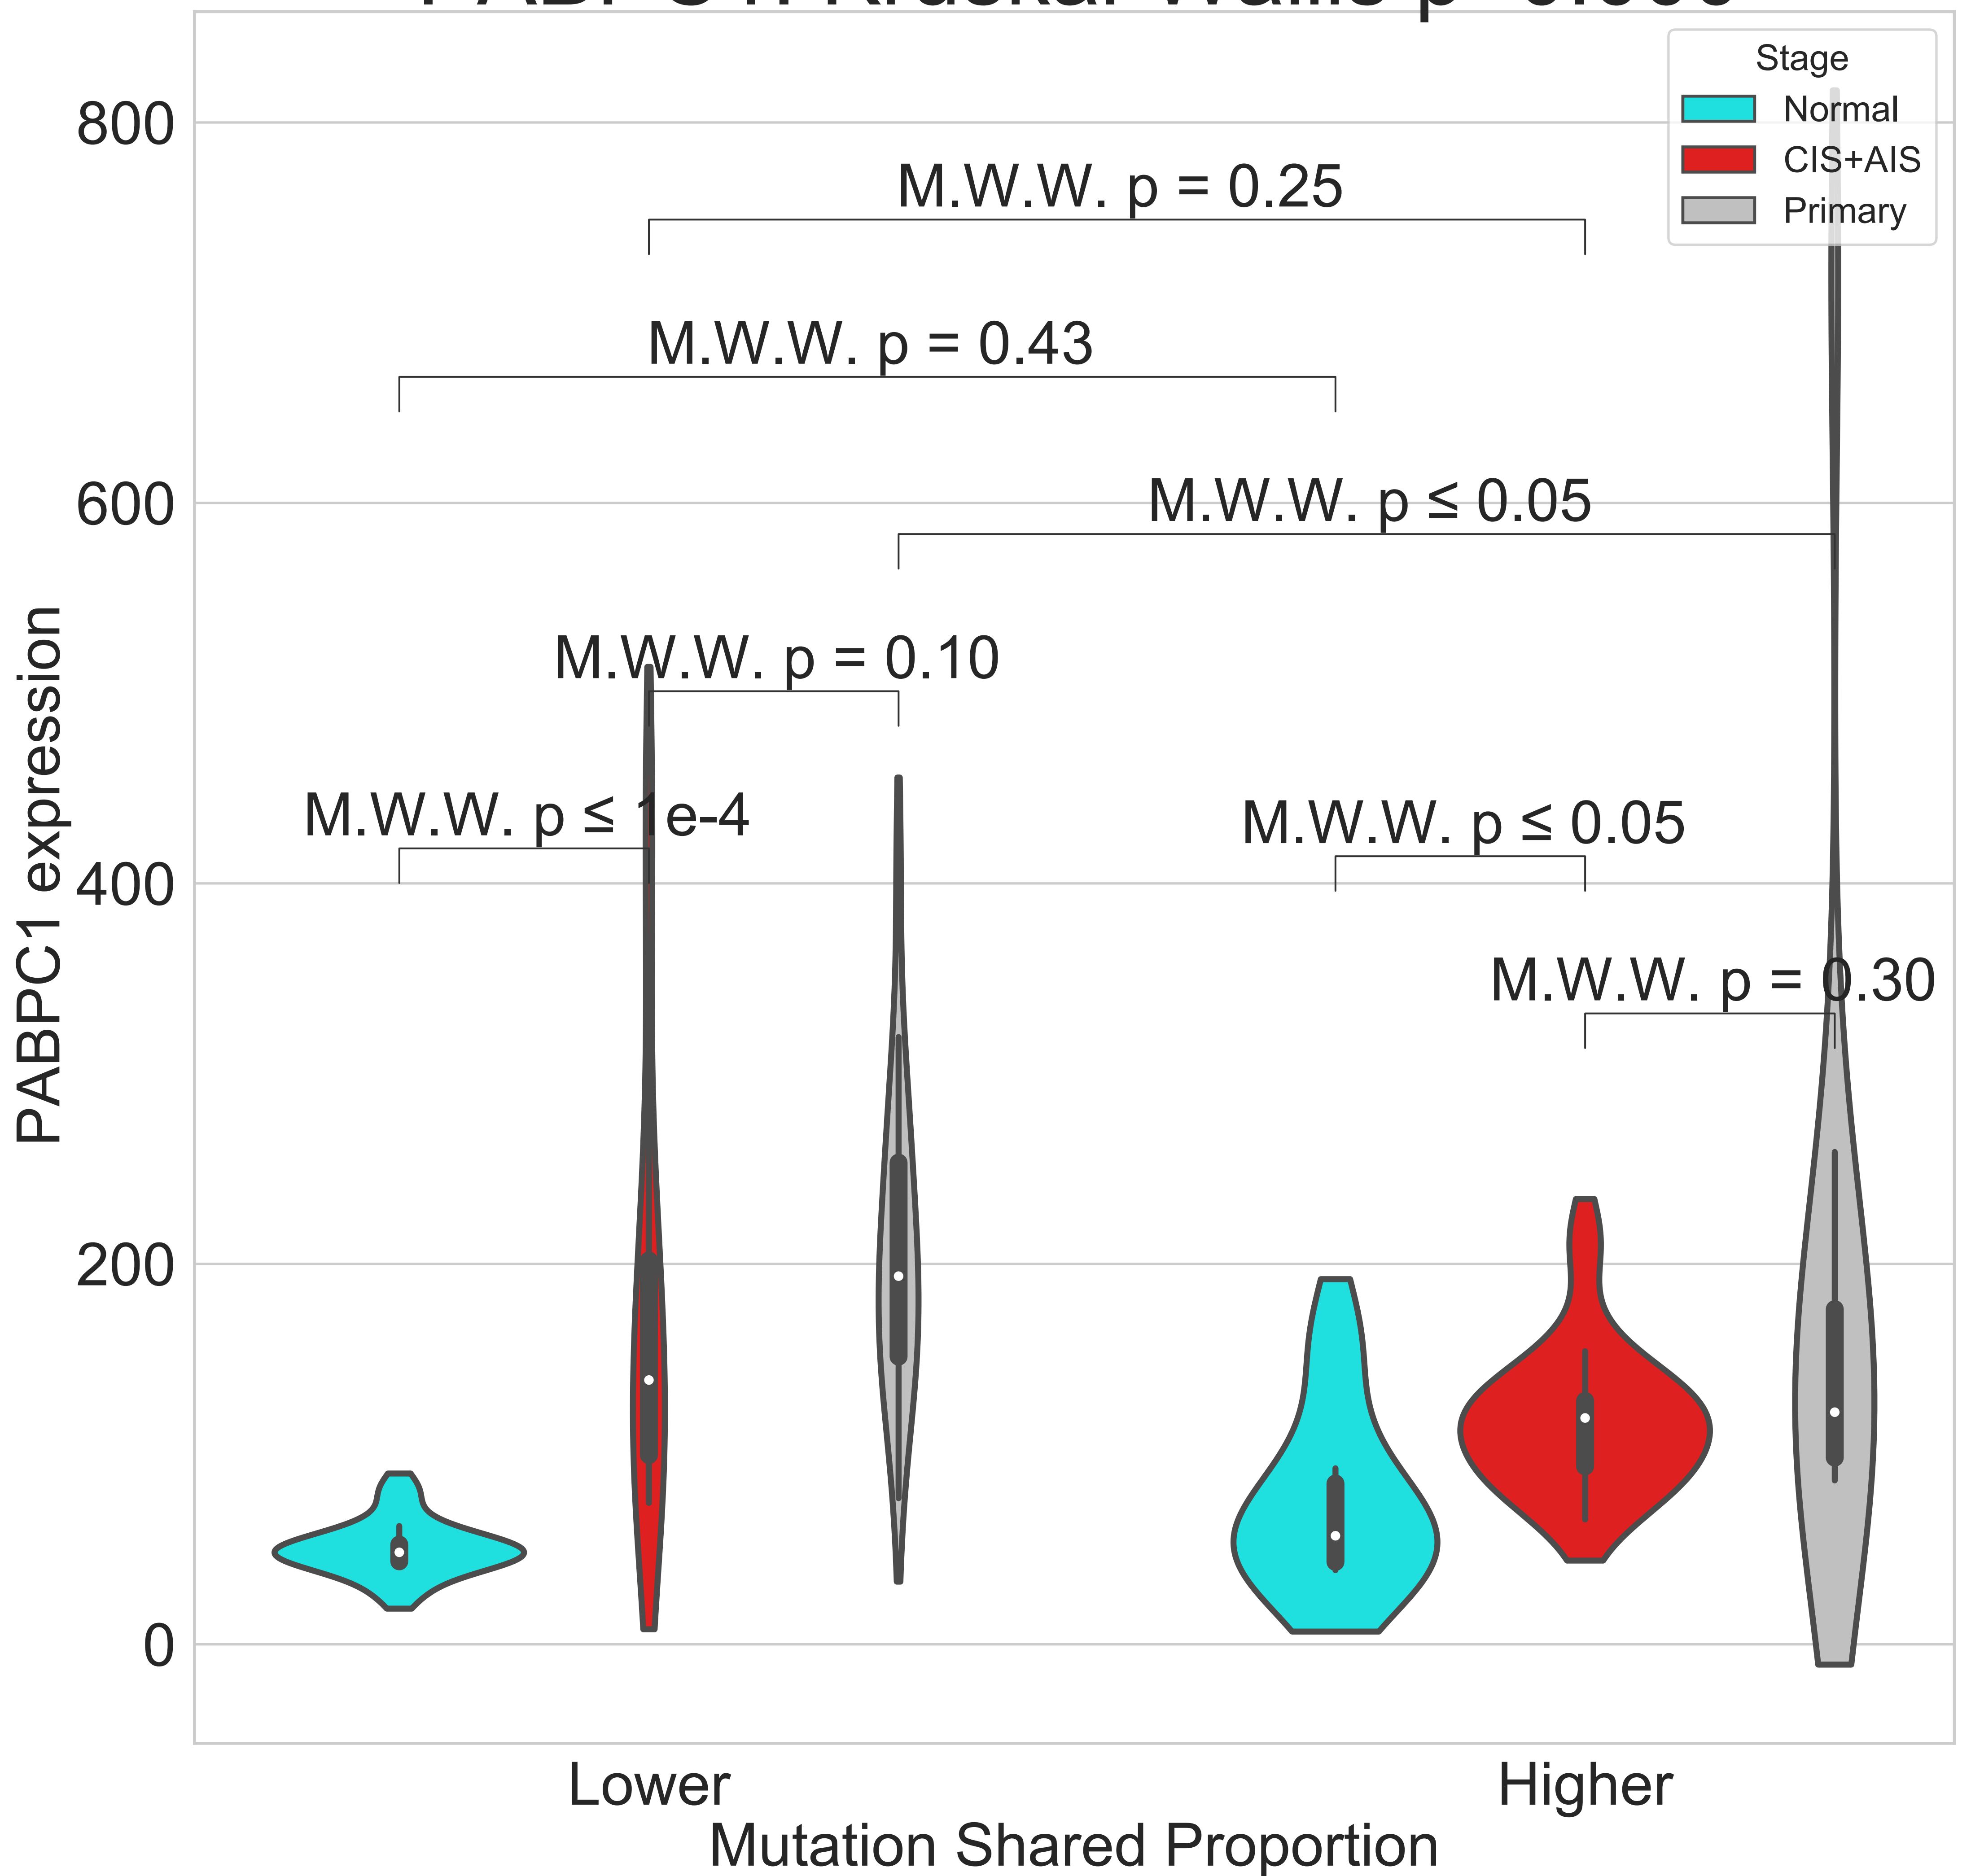 Stage
Normal
CIS+AIS
Primary
800
600
400
200
0
PABPC1 expression
M.W.W. p = 0.25
M.W.W. p = 0.43
M.W.W. p ≤ 0.05
M.W.W. p = 0.10
M.W.W. p ≤ 1e-4
M.W.W. p ≤ 0.05
M.W.W. p = 0.30
Lower
Higher
Mutation Shared Proportion